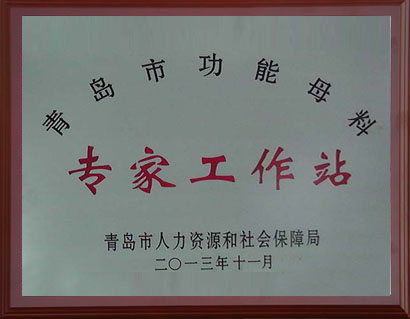 青岛市功能母料
专家工作站
青岛市人力资源和社会保障局
二〇一三年十一月